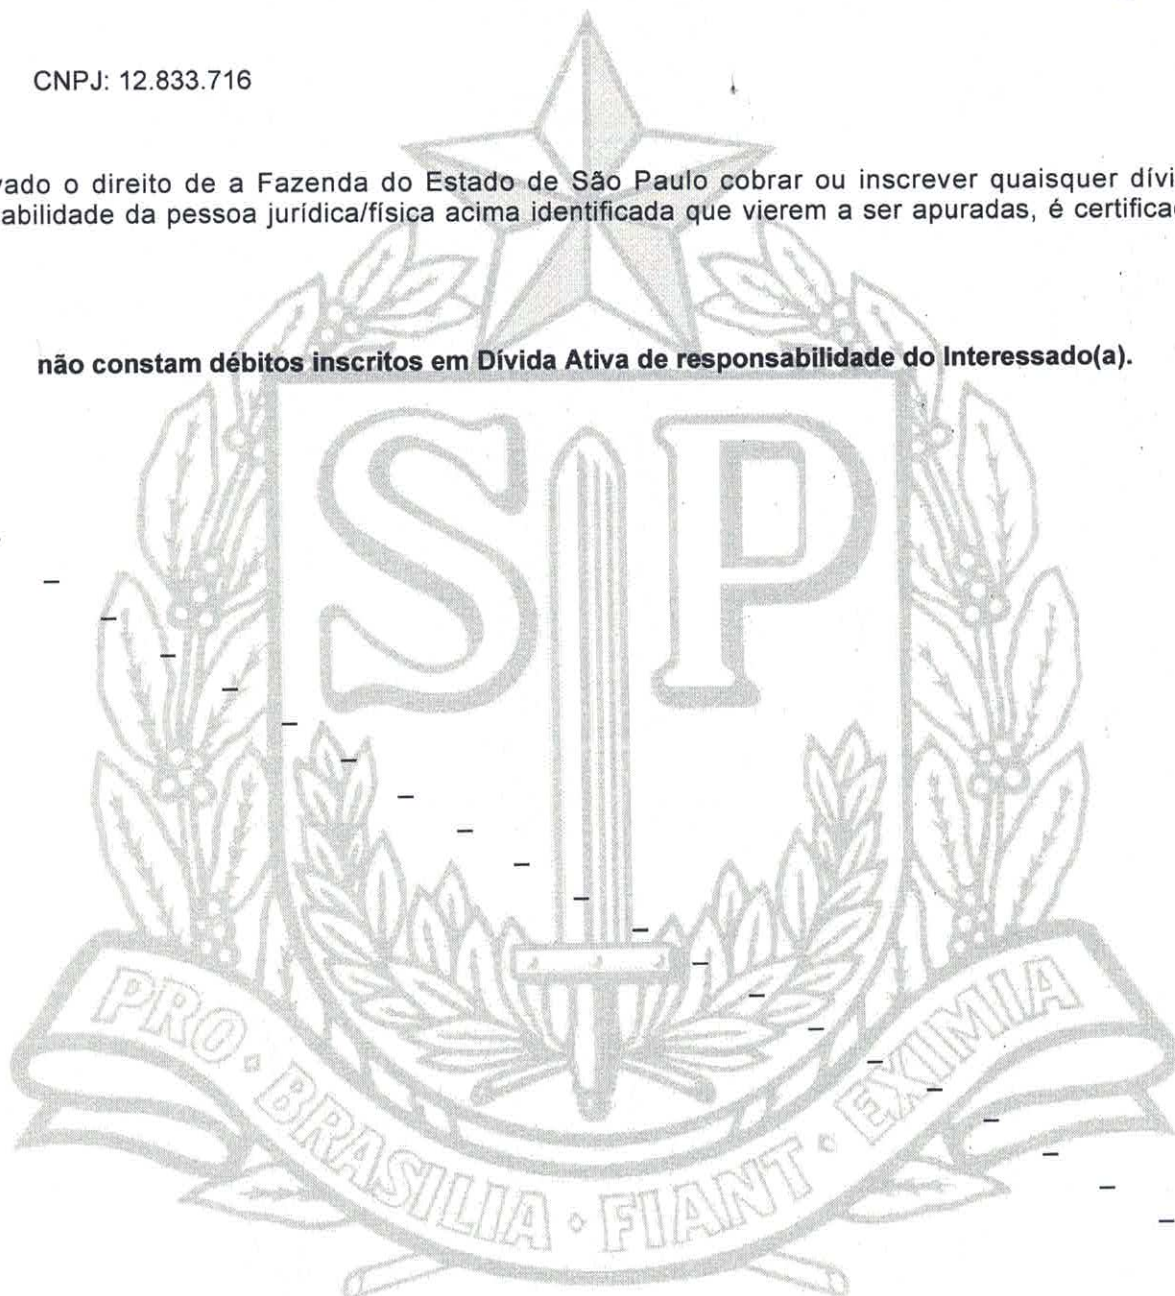 CNPJ: 12.833.716
vado o direito de a Fazenda do Estado de São Paulo cobrar ou inscrever quaisquer dívi
abilidade da pessoa jurídica/física acima identificada que vierem a ser apuradas, é certifica
não constam débitos inscritos em Dívida Ativa de responsabilidade do Interessado(a).
SP
PRO • BRASILIA • FIANT • EXIMIA